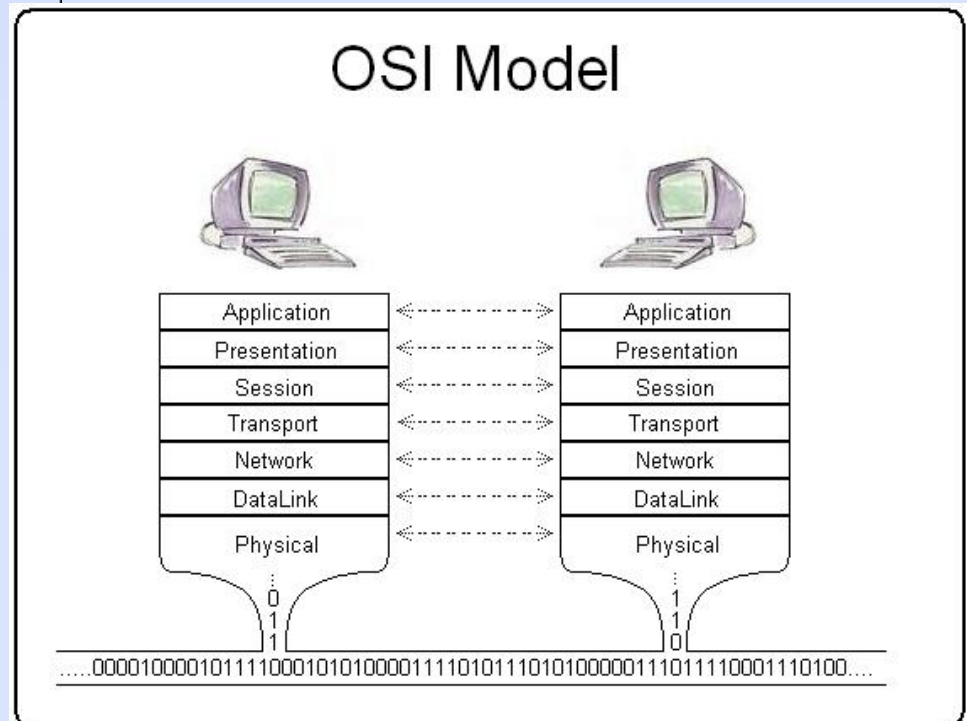 OSI Model
Application Application
Presentation Presentation
Session Session
Transport Transport
Network Network
DataLink DataLink
Physical Physical
0 1
1 1
1 0
.....0000100001011110001010100001111010111010100000111011110001110100....